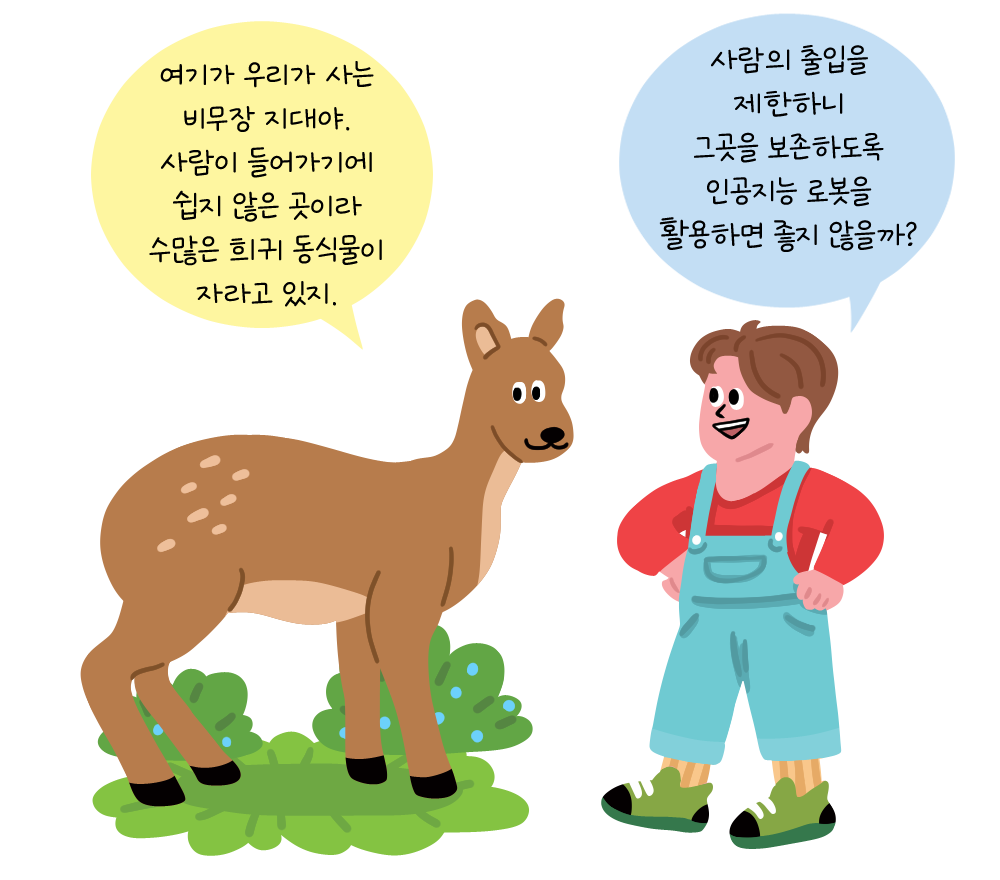 여기가 우리가 사는
비무장 지대야.
사람이 들어가기에
쉽지 않은 곳이라
수많은 희귀 동식물이
자라고 있지.
사람의 출입을
제한하니
그곳을 보존하도록
인공지능 로봇을
활용하면 좋지 않을까?